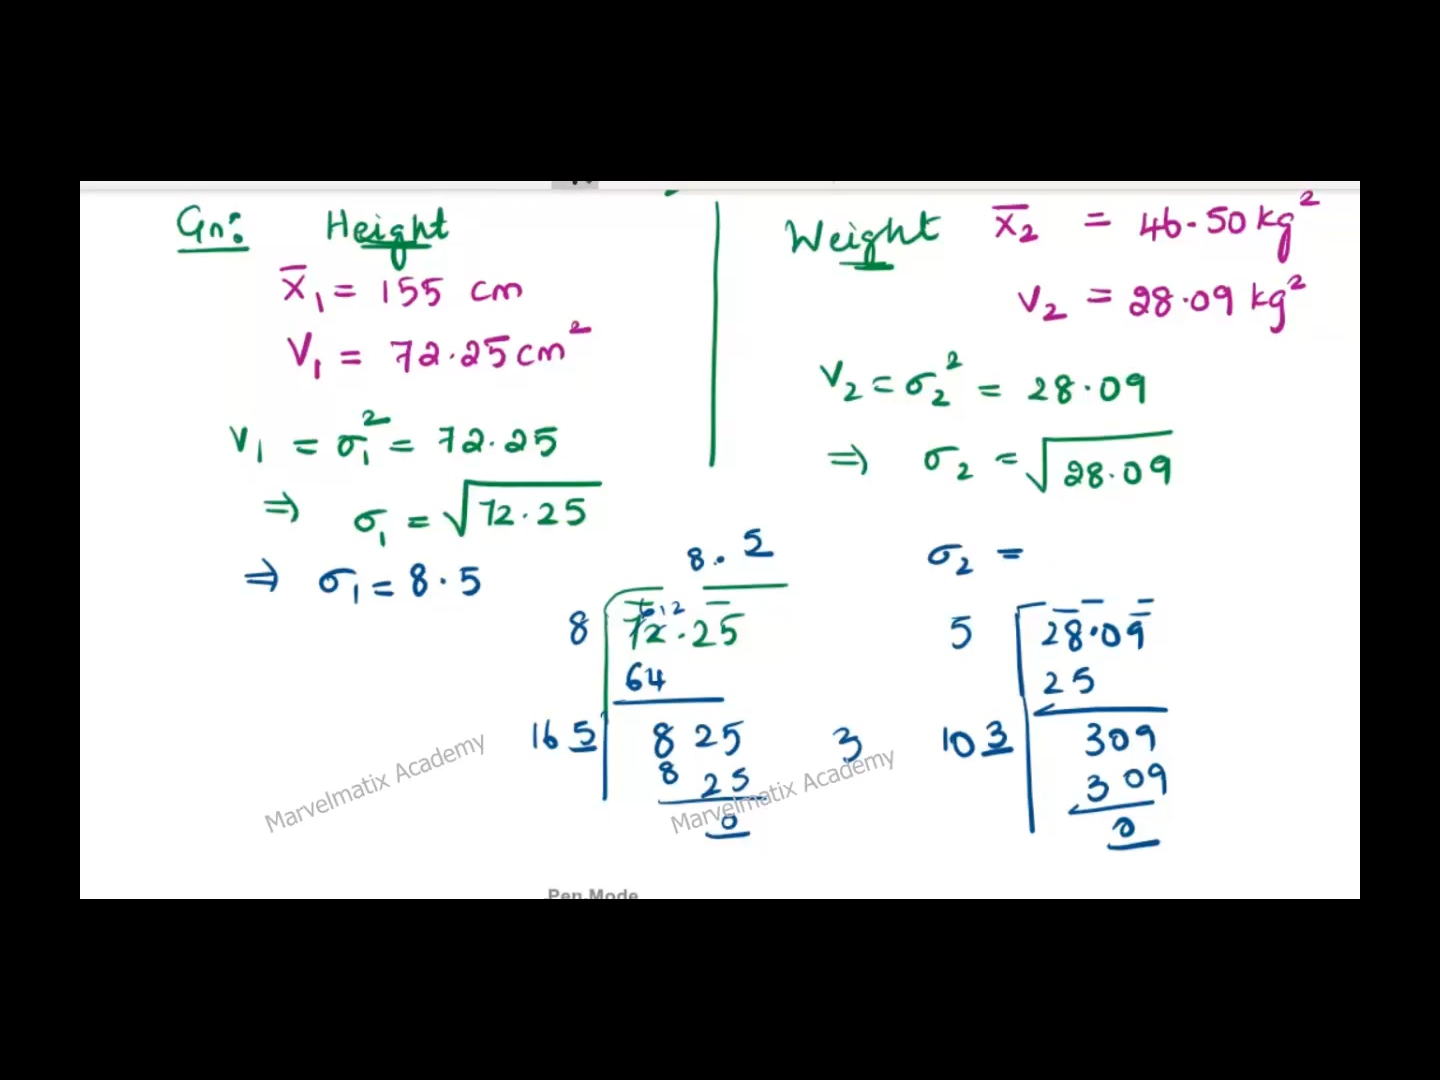 Gn: Height
x̄₁ = 155 cm
V₁ = 72.25 cm²
V₁ = σ₁² = 72.25
⇒ σ₁ = √72.25
⇒ σ₁ = 8.5
Weight x̄₂ = 46.50 kg²
V₂ = 28.09 kg²
V₂ = σ₂² = 28.09
⇒ σ₂ = √28.09
σ₂ =
8.5
6 12
8 72.25
64
165 825
825
0
3
5 28.09
25
103 309
309
0
Marvelmatix Academy
Marvelmatix Academy
Pen Mode